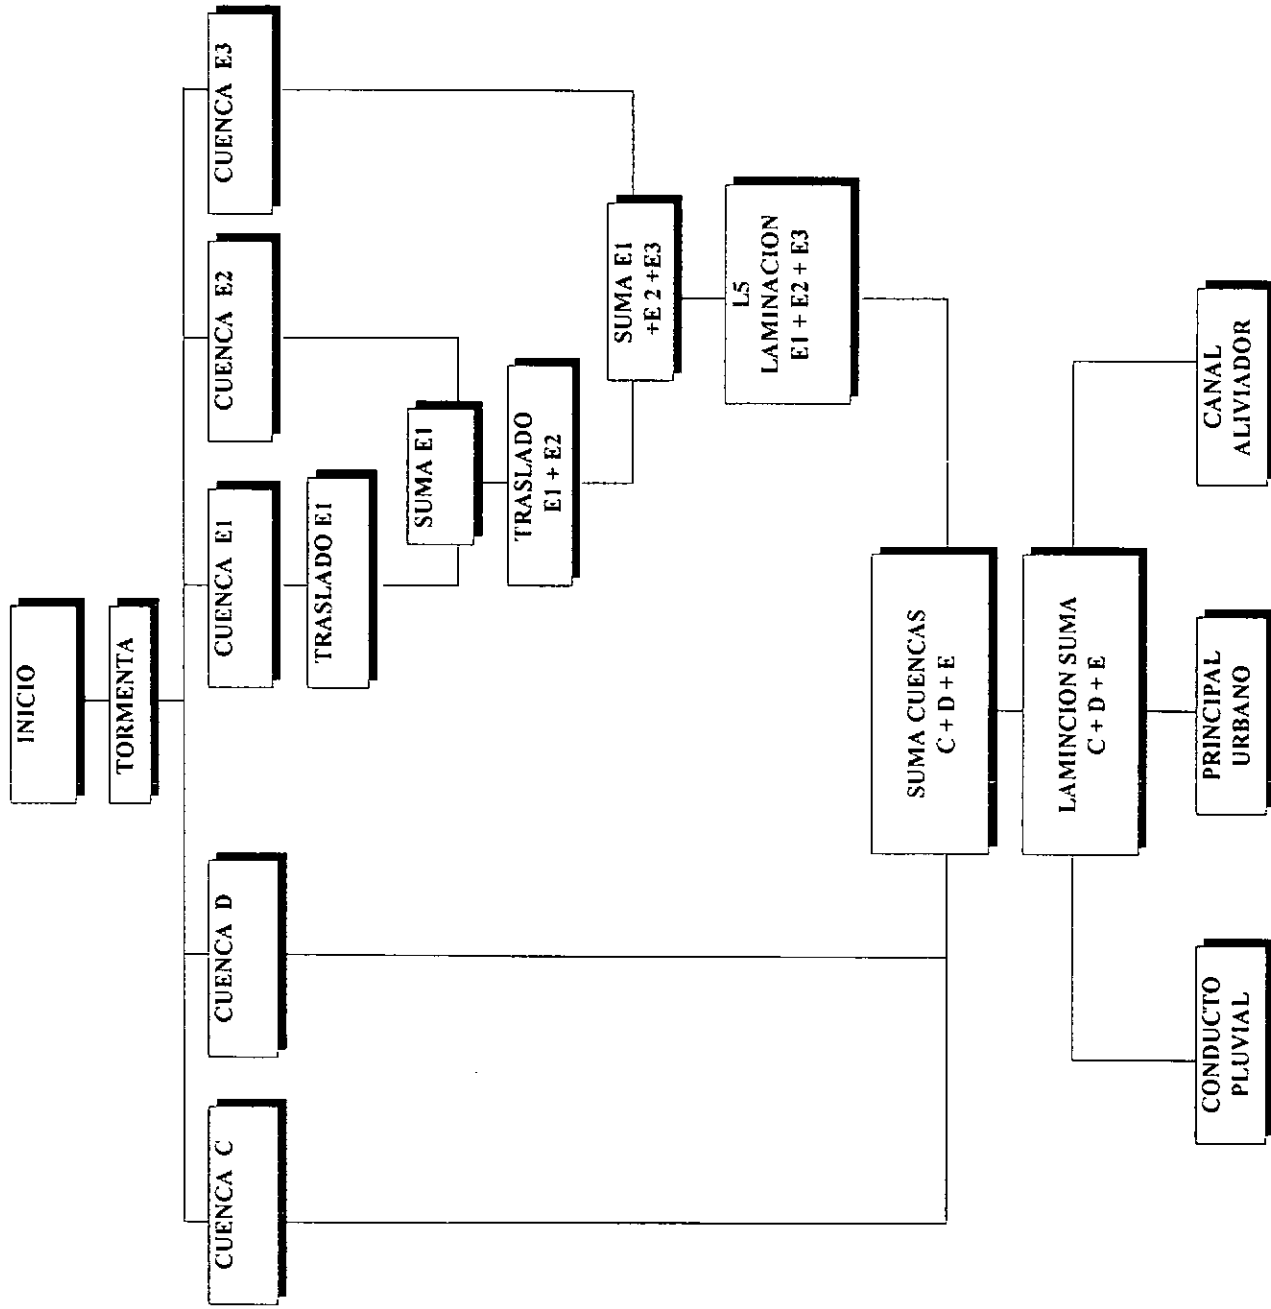 INICIO
TORMENTA
CUENCA C
CUENCA D
CUENCA E1
CUENCA E2
CUENCA E3
TRASLADO E1
SUMA E1
TRASLADO
E1 + E2
SUMA E1
+E 2 +E3
L5
LAMINACION
E1 + E2 + E3
SUMA CUENCAS
C + D + E
LAMINCION SUMA
C + D + E
CONDUCTO
PLUVIAL
PRINCIPAL
URBANO
CANAL
ALIVIADOR